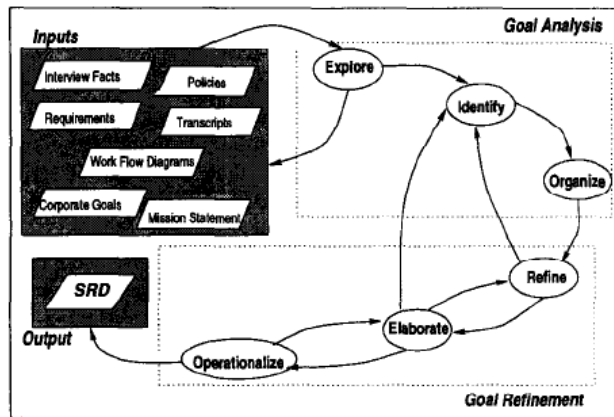 Inputs
Goal Analysis
Interview Facts
Policies
Explore
Identify
Requirements
Transcripts
Work Flow Diagrams
Organize
Corporate Goals
Mission Statement
Refine
SRD
Elaborate
Output
Operationalize
Goal Refinement